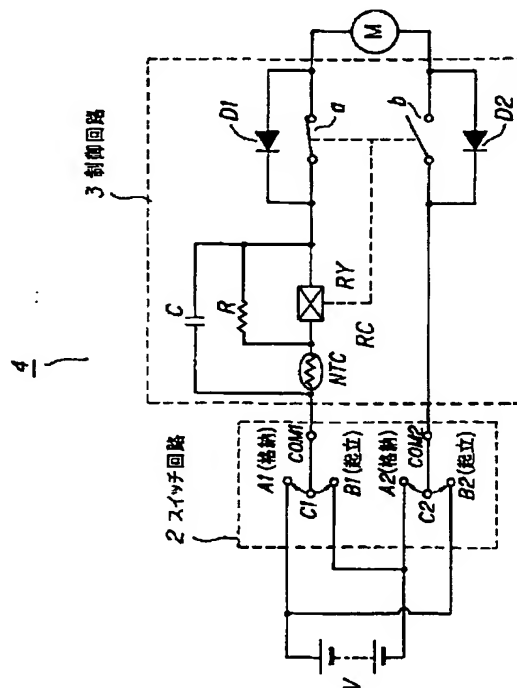 4
3 制御回路
D1
a
M
b
D2
C
R
RY
NTC
RC
2 スイッチ回路
A1(格納)
COM1
C1
B1(起立)
A2(格納)
COM2
C2
B2(起立)
V